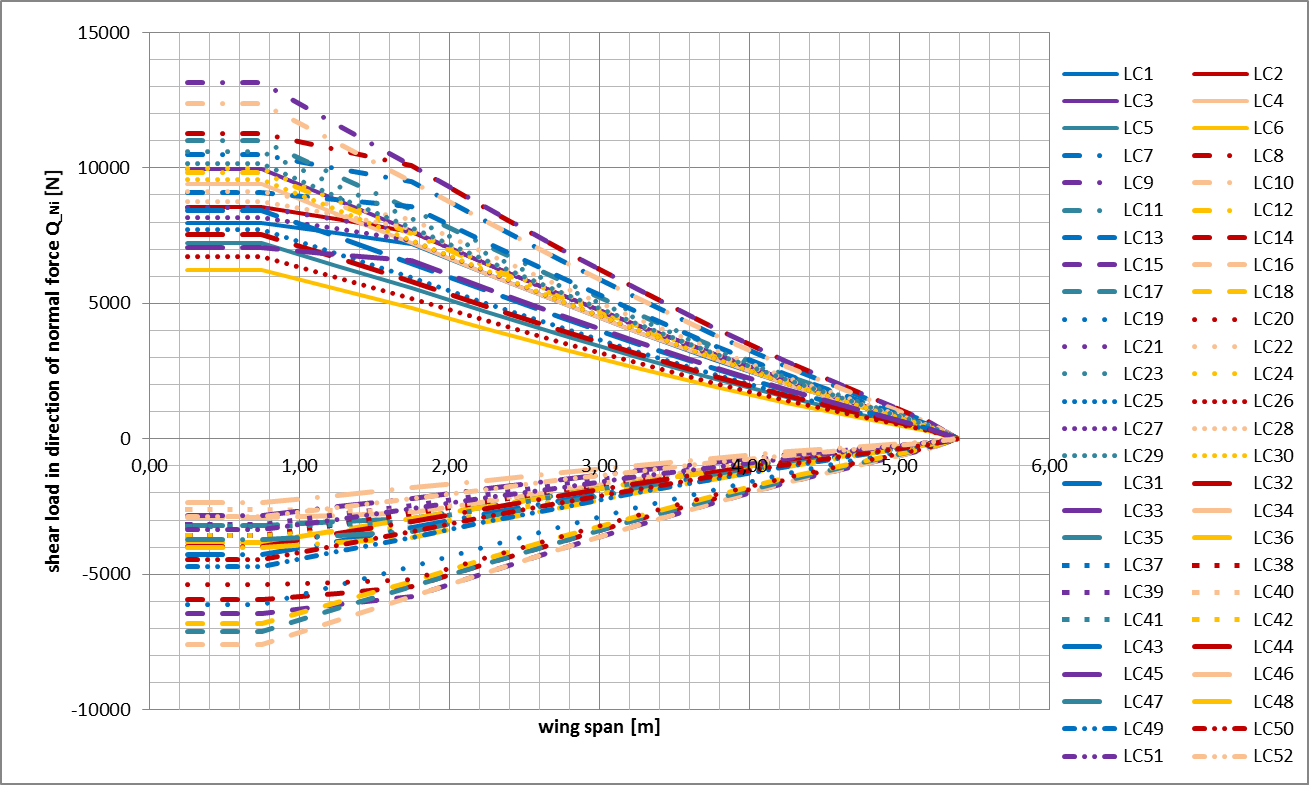 15000
10000
5000
0
-5000
-10000
0,00 1,00 2,00 3,00 4,00 5,00 6,00
shear load in direction of normal force Q_Ni [N]
wing span [m]
LC1 LC2
LC3 LC4
LC5 LC6
LC7 LC8
LC9 LC10
LC11 LC12
LC13 LC14
LC15 LC16
LC17 LC18
LC19 LC20
LC21 LC22
LC23 LC24
LC25 LC26
LC27 LC28
LC29 LC30
LC31 LC32
LC33 LC34
LC35 LC36
LC37 LC38
LC39 LC40
LC41 LC42
LC43 LC44
LC45 LC46
LC47 LC48
LC49 LC50
LC51 LC52